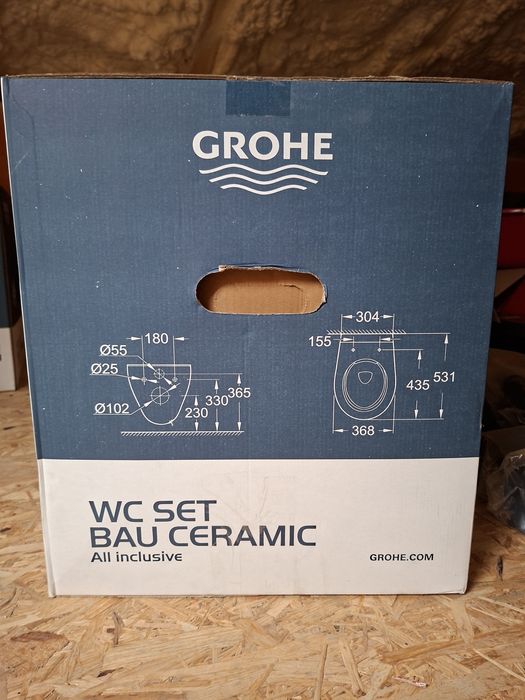 GROHE
304
155
180
Ø55
Ø25
Ø102
365
330
230
435
531
368
WC SET
BAU CERAMIC
All inclusive
GROHE.COM